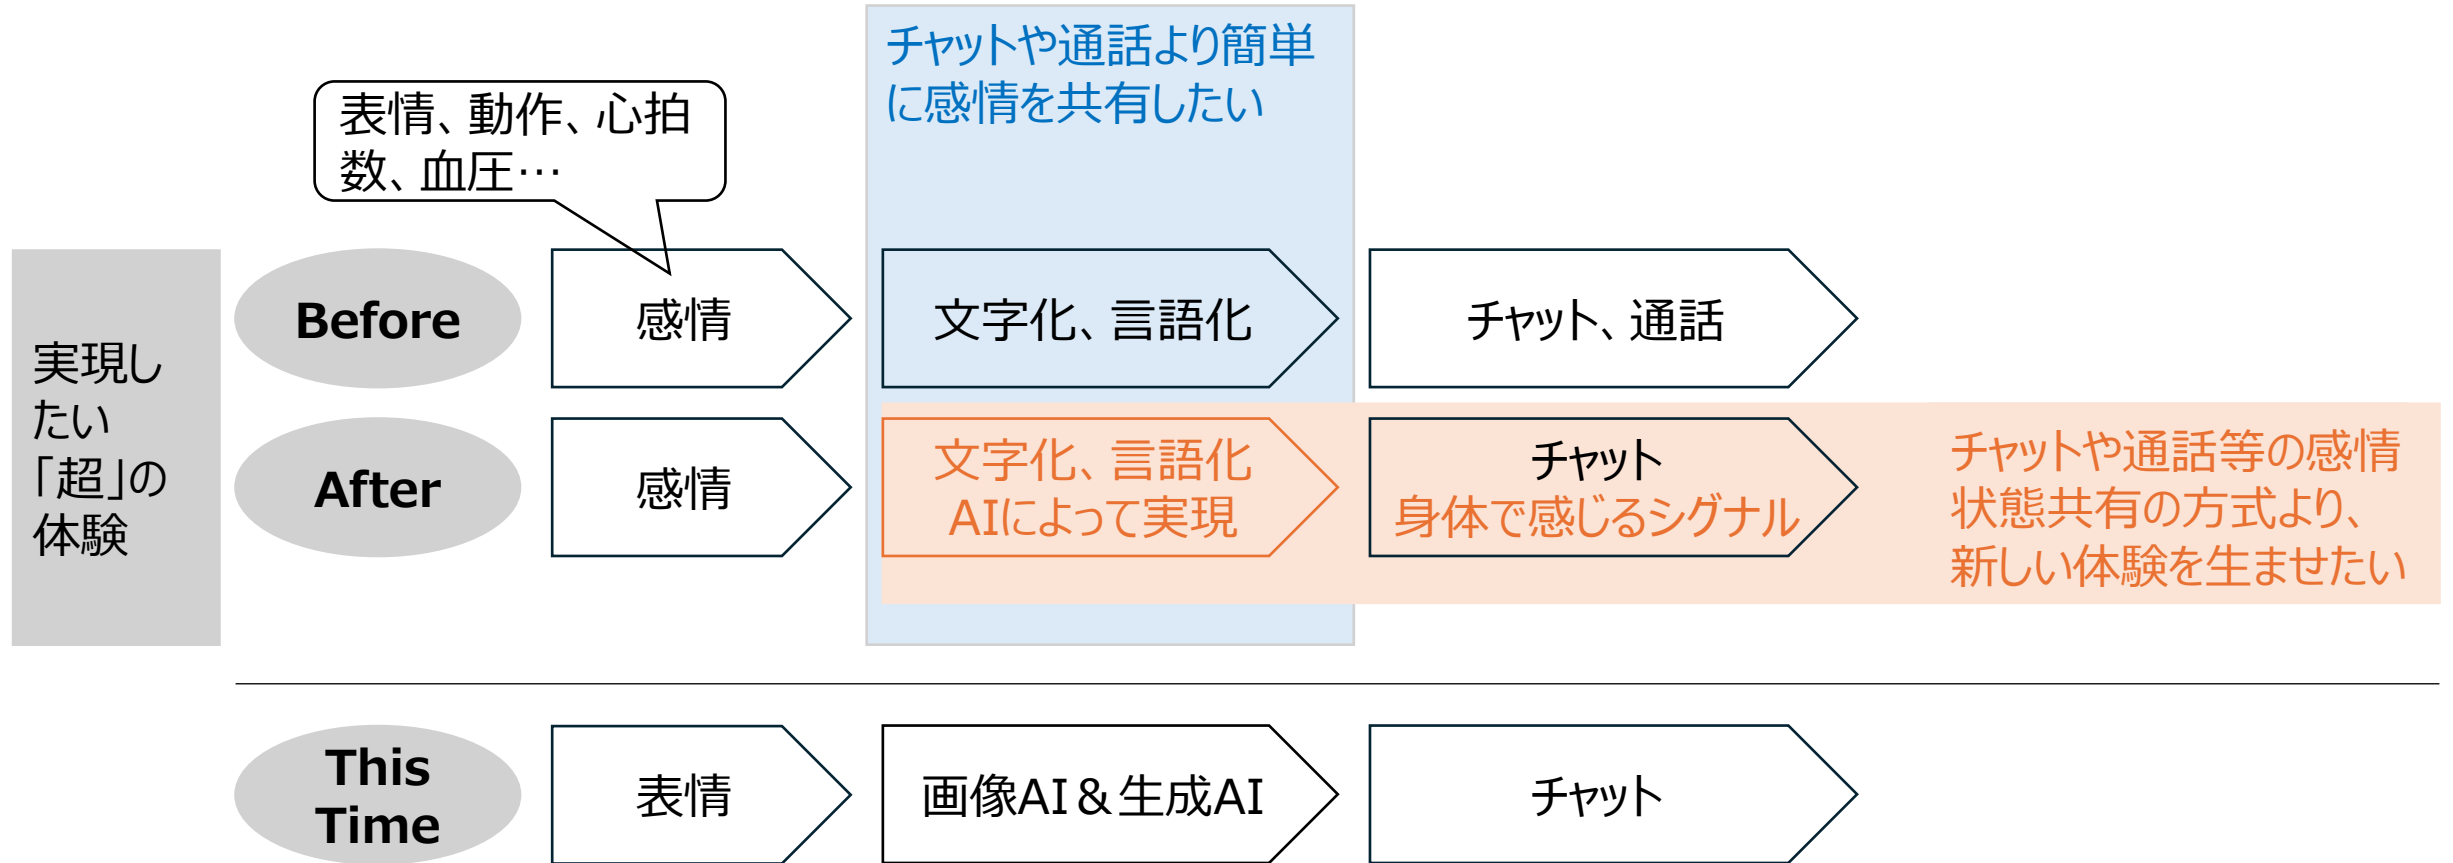 チャットや通話より簡単
に感情を共有したい
表情、動作、心拍
数、血圧…
実現し
たい
「超」の
体験
Before
感情
文字化、言語化
チャット、通話
After
感情
文字化、言語化
AIによって実現
チャット
身体で感じるシグナル
チャットや通話等の感情
状態共有の方式より、
新しい体験を生ませたい
This
Time
表情
画像AI＆生成AI
チャット